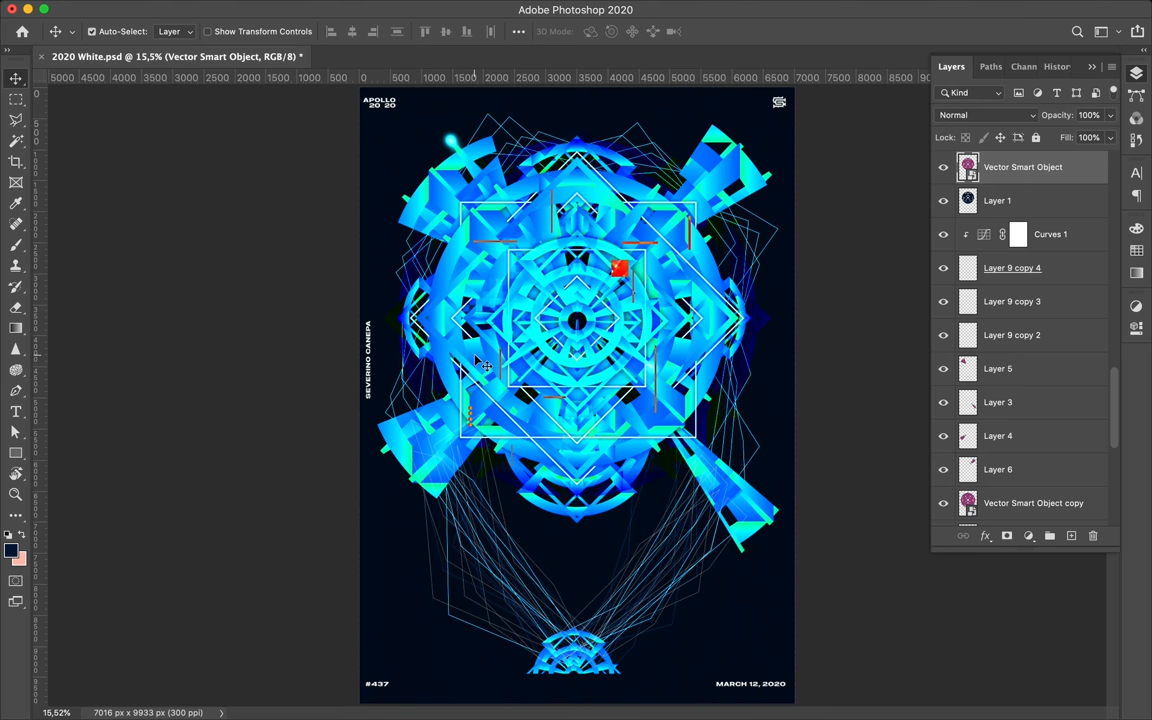 Adobe Photoshop 2020
Auto-Select: Layer Show Transform Controls 3D Mode:
2020 White.psd @ 15,5% (Vector Smart Object, RGB/8) *
5000 4500 4000 3500 3000 2500 2000 1500 1000 500 0 500 1000 1500 2000 2500 3000 3500 4000 4500 5000 5500 6000 6500 7000 7500 8000 8500
Layers Paths Chann Histor
Kind
Normal Opacity: 100%
Lock: Fill: 100%
Vector Smart Object
Layer 1
Curves 1
Layer 9 copy 4
Layer 9 copy 3
Layer 9 copy 2
Layer 5
Layer 3
Layer 4
Layer 6
Vector Smart Object copy
APOLLO
20 20
SEVERINO CANEPA
#437
MARCH 12, 2020
15,52% 7016 px x 9933 px (300 ppi)